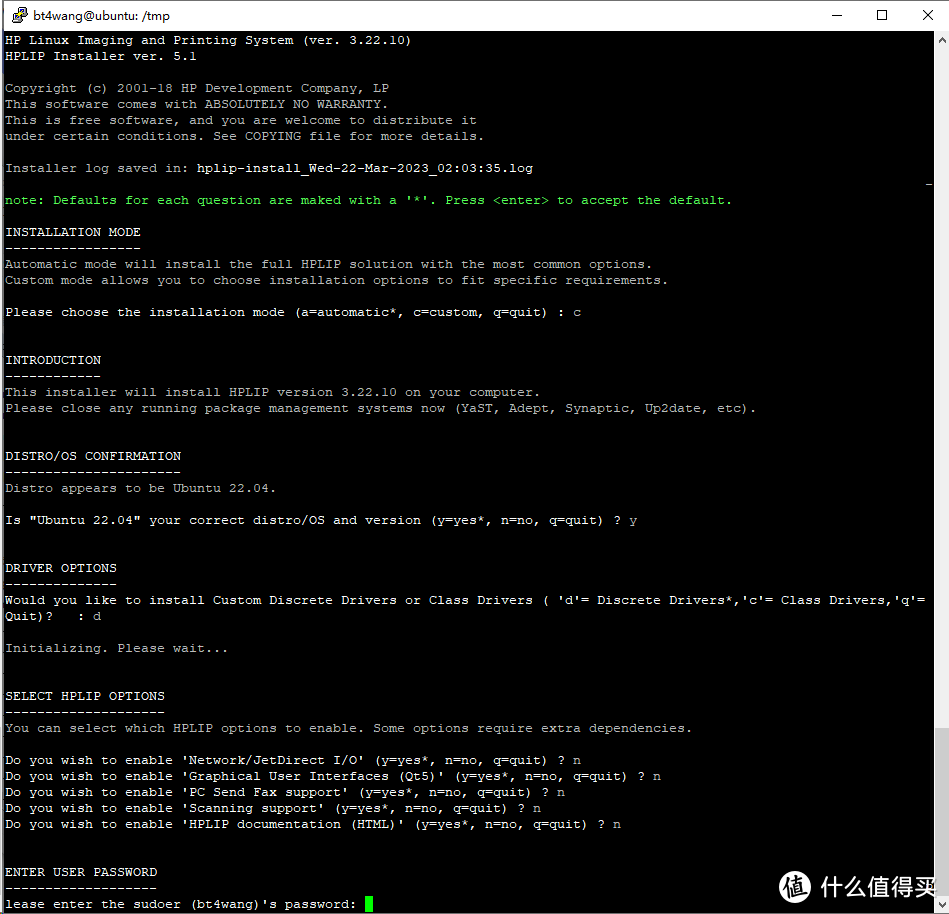 bt4wang@ubuntu: /tmp
HP Linux Imaging and Printing System (ver. 3.22.10)
HPLIP Installer ver. 5.1
Copyright (c) 2001-18 HP Development Company, LP
This software comes with ABSOLUTELY NO WARRANTY.
This is free software, and you are welcome to distribute it
under certain conditions. See COPYING file for more details.
Installer log saved in: hplip-install_Wed-22-Mar-2023_02:03:35.log
note: Defaults for each question are maked with a '*'. Press <enter> to accept the default.
INSTALLATION MODE
-----------------
Automatic mode will install the full HPLIP solution with the most common options.
Custom mode allows you to choose installation options to fit specific requirements.
Please choose the installation mode (a=automatic*, c=custom, q=quit) : c
INTRODUCTION
------------
This installer will install HPLIP version 3.22.10 on your computer.
Please close any running package management systems now (YaST, Adept, Synaptic, Up2date, etc).
DISTRO/OS CONFIRMATION
----------------------
Distro appears to be Ubuntu 22.04.
Is "Ubuntu 22.04" your correct distro/OS and version (y=yes*, n=no, q=quit) ? y
DRIVER OPTIONS
--------------
Would you like to install Custom Discrete Drivers or Class Drivers ( 'd'= Discrete Drivers*,'c'= Class Drivers,'q'=
Quit)?   : d
Initializing. Please wait...
SELECT HPLIP OPTIONS
--------------------
You can select which HPLIP options to enable. Some options require extra dependencies.
Do you wish to enable 'Network/JetDirect I/O' (y=yes*, n=no, q=quit) ? n
Do you wish to enable 'Graphical User Interfaces (Qt5)' (y=yes*, n=no, q=quit) ? n
Do you wish to enable 'PC Send Fax support' (y=yes*, n=no, q=quit) ? n
Do you wish to enable 'Scanning support' (y=yes*, n=no, q=quit) ? n
Do you wish to enable 'HPLIP documentation (HTML)' (y=yes*, n=no, q=quit) ? n
ENTER USER PASSWORD
-------------------
lease enter the sudoer (bt4wang)'s password:
值 什么值得买